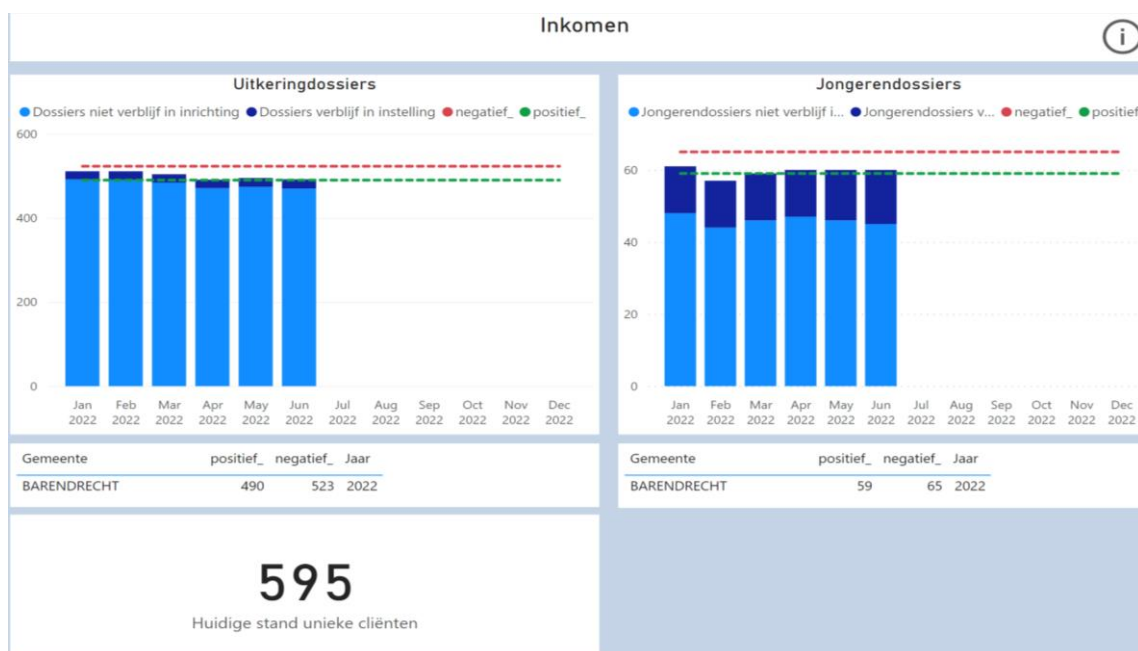 Inkomen
i
Uitkeringdossiers
Dossiers niet verblijf in inrichting Dossiers verblijf in instelling negatief_ positief_
600
400
200
0
Jan 2022 Feb 2022 Mar 2022 Apr 2022 May 2022 Jun 2022 Jul 2022 Aug 2022 Sep 2022 Oct 2022 Nov 2022 Dec 2022
Gemeente positief_ negatief_ Jaar
BARENDRECHT 490 523 2022
595
Huidige stand unieke cliënten
Jongerendossiers
Jongerendossiers niet verblijf i... Jongerendossiers v... negatief_ positief
60
40
20
0
Jan 2022 Feb 2022 Mar 2022 Apr 2022 May 2022 Jun 2022 Jul 2022 Aug 2022 Sep 2022 Oct 2022 Nov 2022 Dec 2022
Gemeente positief_ negatief_ Jaar
BARENDRECHT 59 65 2022